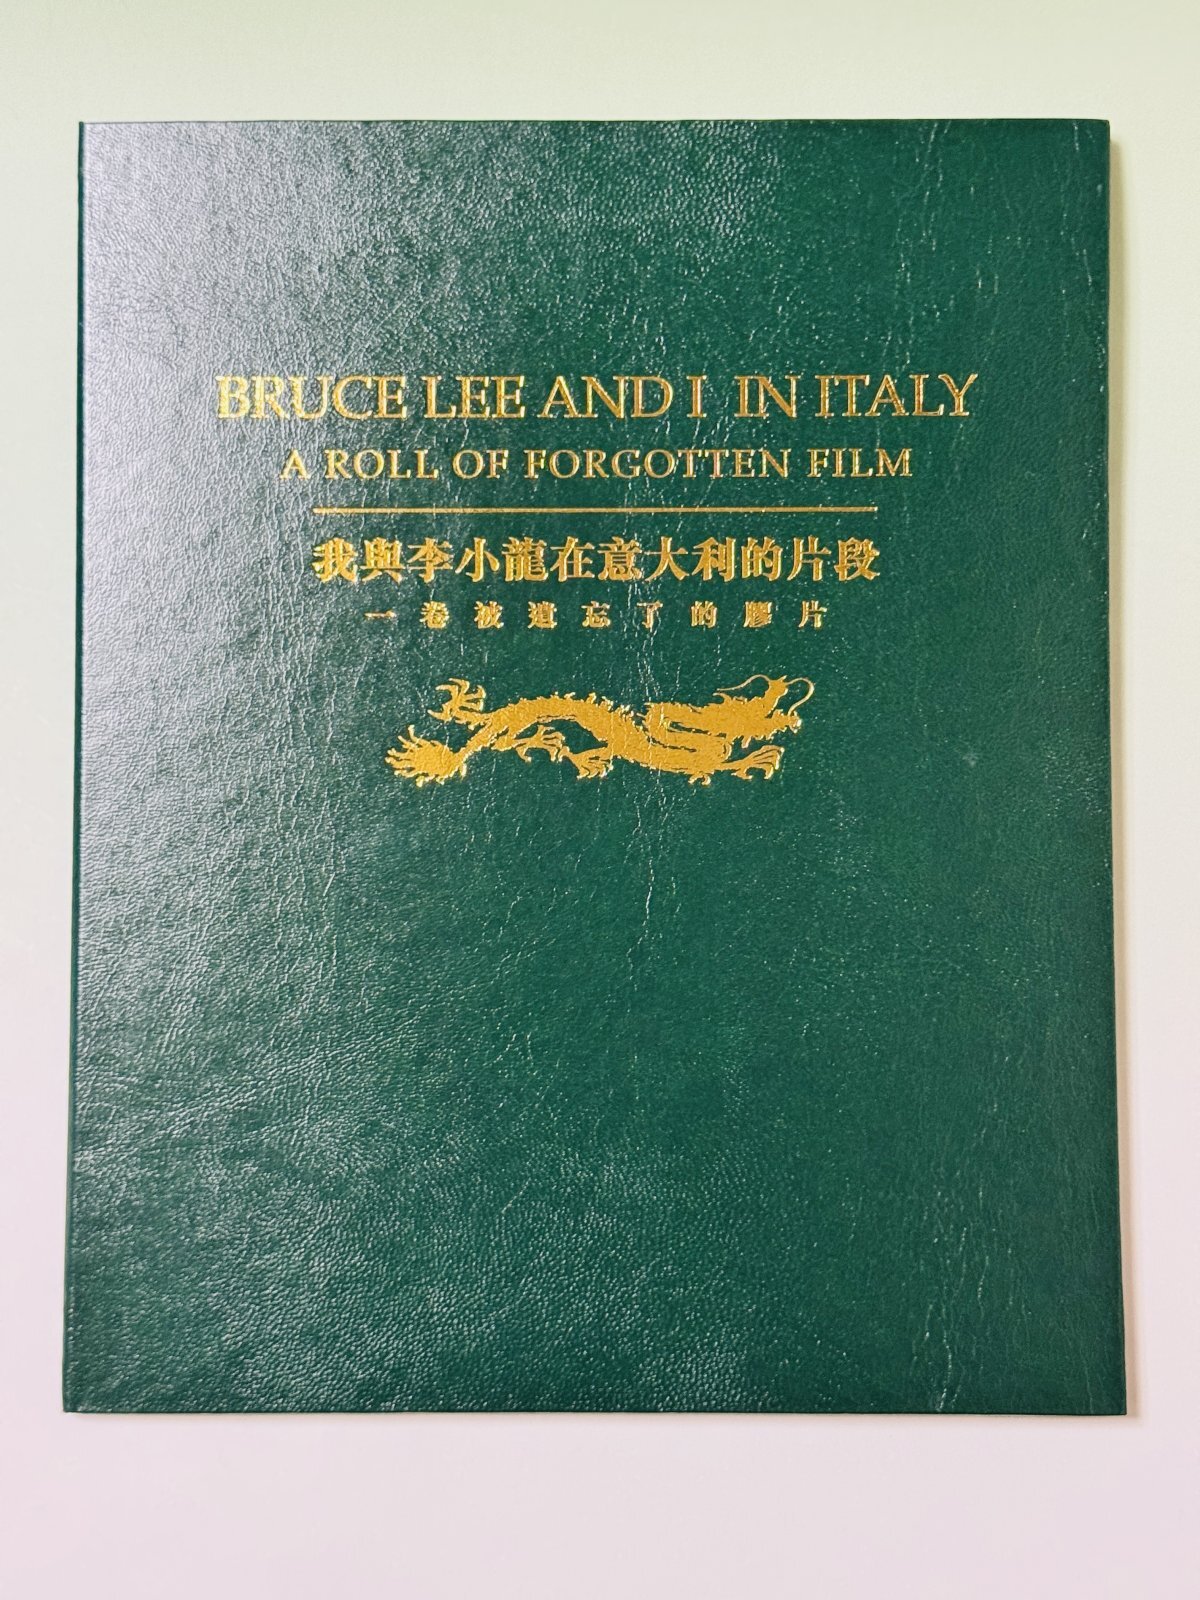 BRUCE LEE AND I IN ITALY
A ROLL OF FORGOTTEN FILM
我與李小龍在意大利的片段
一卷被遺忘了的膠片